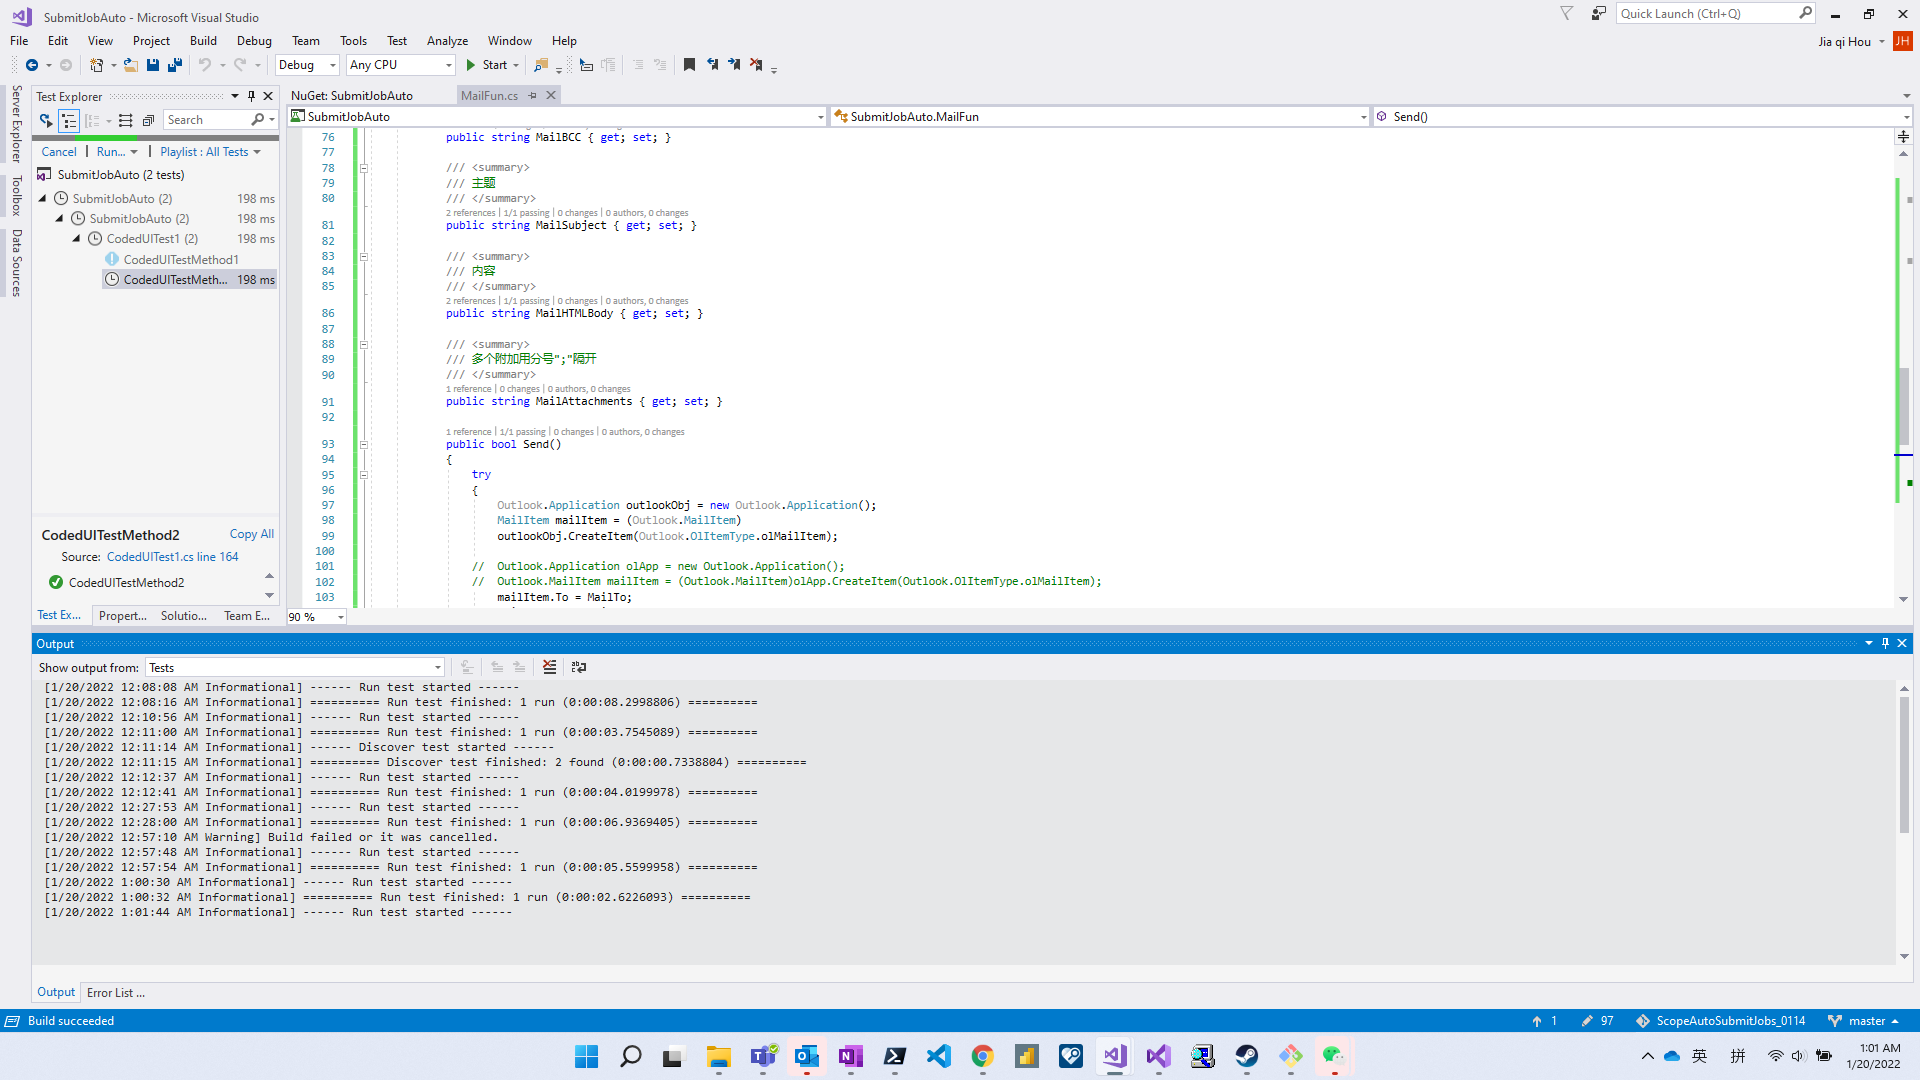 SubmitJobAuto - Microsoft Visual Studio
Quick Launch (Ctrl+Q)
File Edit View Project Build Debug Team Tools Test Analyze Window Help
Jia qi Hou JH
Debug Any CPU Start
Server Explorer
Toolbox
Data Sources
Test Explorer
Search
Cancel | Run... | Playlist : All Tests
SubmitJobAuto (2 tests)
SubmitJobAuto (2) 198 ms
SubmitJobAuto (2) 198 ms
CodedUITest1 (2) 198 ms
CodedUITestMethod1
CodedUITestMeth... 198 ms
CodedUITestMethod2 Copy All
Source: CodedUITest1.cs line 164
CodedUITestMethod2
Test Ex... Propert... Solutio... Team E...
NuGet: SubmitJobAuto MailFun.cs
SubmitJobAuto SubmitJobAuto.MailFun Send()
76 public string MailBCC { get; set; }
77
78 /// <summary>
79 /// 主题
80 /// </summary>
2 references | 1/1 passing | 0 changes | 0 authors, 0 changes
81 public string MailSubject { get; set; }
82
83 /// <summary>
84 /// 内容
85 /// </summary>
2 references | 1/1 passing | 0 changes | 0 authors, 0 changes
86 public string MailHTMLBody { get; set; }
87
88 /// <summary>
89 /// 多个附加用分号";"隔开
90 /// </summary>
1 reference | 0 changes | 0 authors, 0 changes
91 public string MailAttachments { get; set; }
92
1 reference | 1/1 passing | 0 changes | 0 authors, 0 changes
93 public bool Send()
94 {
95 try
96 {
97 Outlook.Application outlookObj = new Outlook.Application();
98 MailItem mailItem = (Outlook.MailItem)
99 outlookObj.CreateItem(Outlook.OlItemType.olMailItem);
100
101 // Outlook.Application olApp = new Outlook.Application();
102 // Outlook.MailItem mailItem = (Outlook.MailItem)olApp.CreateItem(Outlook.OlItemType.olMailItem);
103 mailItem.To = MailTo;
90 %
Output
Show output from: Tests
[1/20/2022 12:08:08 AM Informational] ------ Run test started ------
[1/20/2022 12:08:16 AM Informational] ========== Run test finished: 1 run (0:00:08.2998806) ==========
[1/20/2022 12:10:56 AM Informational] ------ Run test started ------
[1/20/2022 12:11:00 AM Informational] ========== Run test finished: 1 run (0:00:03.7545089) ==========
[1/20/2022 12:11:14 AM Informational] ------ Discover test started ------
[1/20/2022 12:11:15 AM Informational] ========== Discover test finished: 2 found (0:00:00.7338804) ==========
[1/20/2022 12:12:37 AM Informational] ------ Run test started ------
[1/20/2022 12:12:41 AM Informational] ========== Run test finished: 1 run (0:00:04.0199978) ==========
[1/20/2022 12:27:53 AM Informational] ------ Run test started ------
[1/20/2022 12:28:00 AM Informational] ========== Run test finished: 1 run (0:00:06.9369405) ==========
[1/20/2022 12:57:10 AM Warning] Build failed or it was cancelled.
[1/20/2022 12:57:48 AM Informational] ------ Run test started ------
[1/20/2022 12:57:54 AM Informational] ========== Run test finished: 1 run (0:00:05.5599958) ==========
[1/20/2022 1:00:30 AM Informational] ------ Run test started ------
[1/20/2022 1:00:32 AM Informational] ========== Run test finished: 1 run (0:00:02.6226093) ==========
[1/20/2022 1:01:44 AM Informational] ------ Run test started ------
Output Error List ...
Build succeeded 1 97 ScopeAutoSubmitJobs_0114 master
英 拼 1:01 AM
1/20/2022